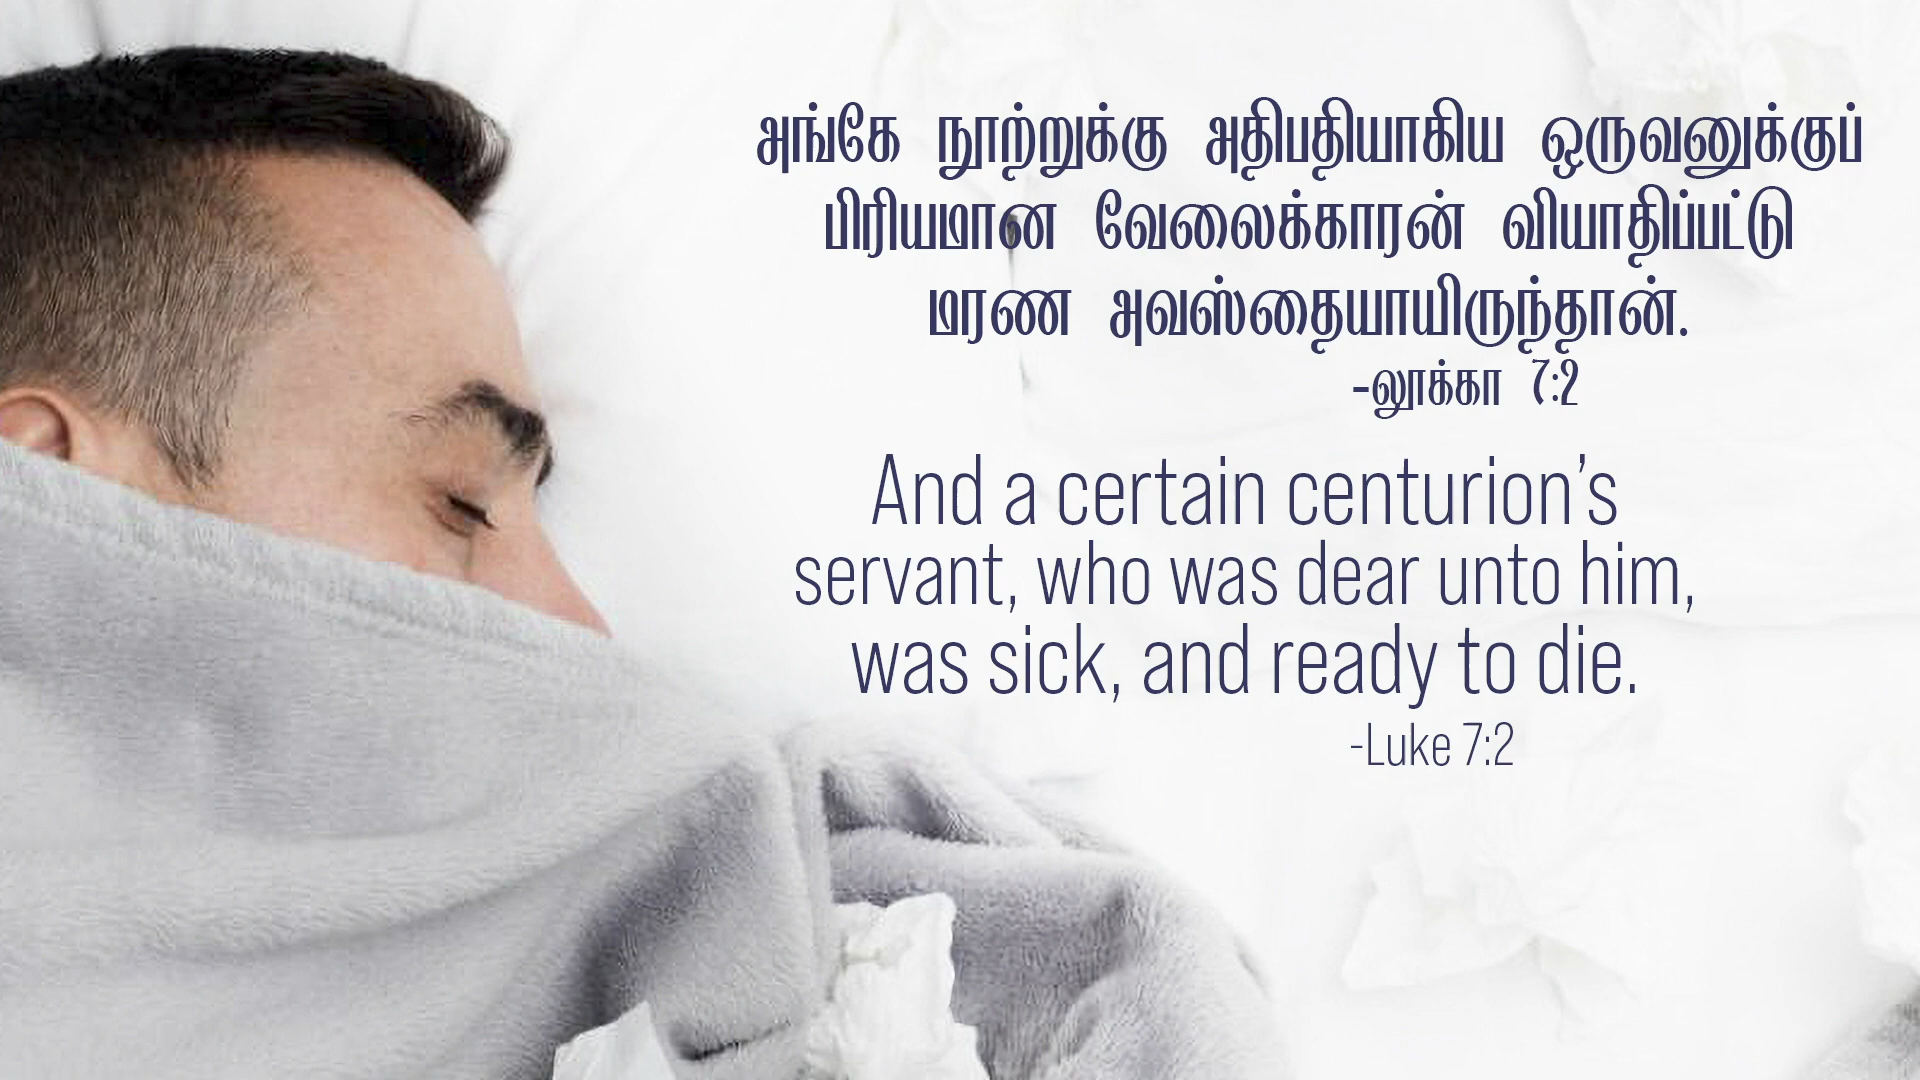 அங்கே நூற்றுக்கு அதிபதியாகிய ஒருவனுக்குப்
பிரியமான வேலைக்காரன் வியாதிப்பட்டு
மரண அவஸ்தையாயிருந்தான்.
-லூக்கா 7:2
And a certain centurion’s
servant, who was dear unto him,
was sick, and ready to die.
-Luke 7:2